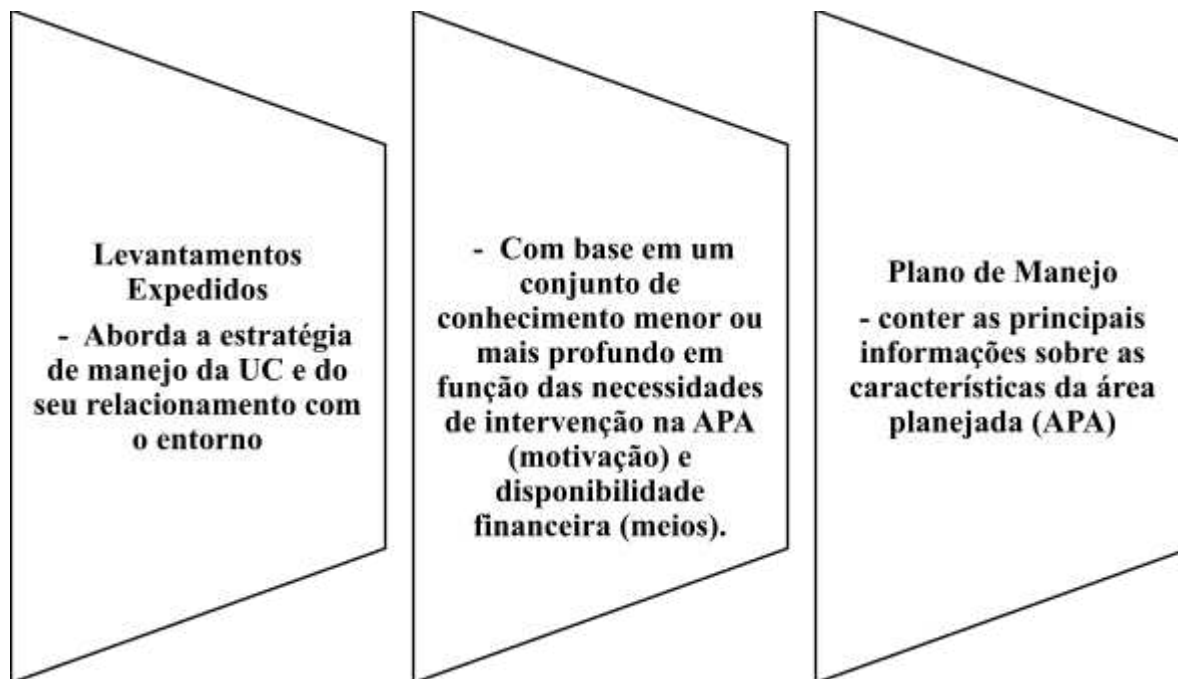 Levantamentos
Expedidos
- Aborda a estratégia
de manejo da UC e do
seu relacionamento com
o entorno
- Com base em um
conjunto de
conhecimento menor ou
mais profundo em
função das necessidades
de intervenção na APA
(motivação) e
disponibilidade
financeira (meios).
Plano de Manejo
- conter as principais
informações sobre as
características da área
planejada (APA)